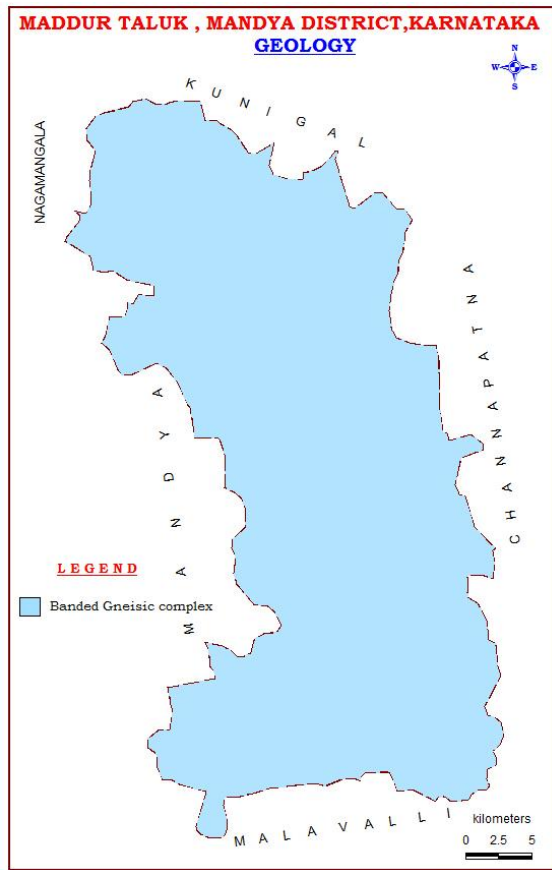 MADDUR TALUK , MANDYA DISTRICT,KARNATAKA
GEOLOGY
N
W E
S
KUNIGAL
NAGAMANGALA
CHANNAPATNA
MANDYA
LEGEND
Banded Gneisic complex
MALAVALLI
kilometers
0 2.5 5